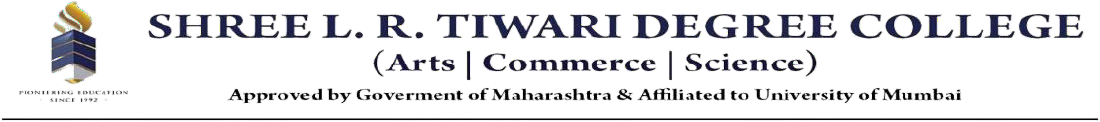 SHREE L. R. TIWARI DEGREE COLLEGE
(Arts | Commerce | Science)
PIONEERING EDUCATION
- SINCE 1992 -
Approved by Goverment of Maharashtra & Affiliated to University of Mumbai